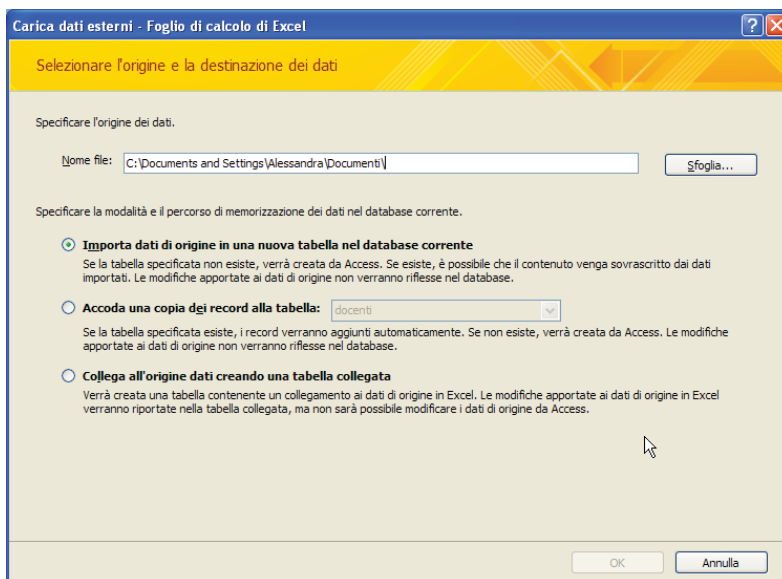 Carica dati esterni - Foglio di calcolo di Excel
Selezionare l'origine e la destinazione dei dati
Specificare l'origine dei dati.
Nome file: C:\Documents and Settings\Alessandra\Documenti\ Sfoglia...
Specificare la modalità e il percorso di memorizzazione dei dati nel database corrente.
Importa dati di origine in una nuova tabella nel database corrente
Se la tabella specificata non esiste, verrà creata da Access. Se esiste, è possibile che il contenuto venga sovrascritto dai dati
importati. Le modifiche apportate ai dati di origine non verranno riflesse nel database.
Accoda una copia dei record alla tabella: docenti
Se la tabella specificata esiste, i record verranno aggiunti automaticamente. Se non esiste, verrà creata da Access. Le modifiche
apportate ai dati di origine non verranno riflesse nel database.
Collega all'origine dati creando una tabella collegata
Verrà creata una tabella contenente un collegamento ai dati di origine in Excel. Le modifiche apportate ai dati di origine in Excel
verranno riportate nella tabella collegata, ma non sarà possibile modificare i dati di origine da Access.
OK Annulla